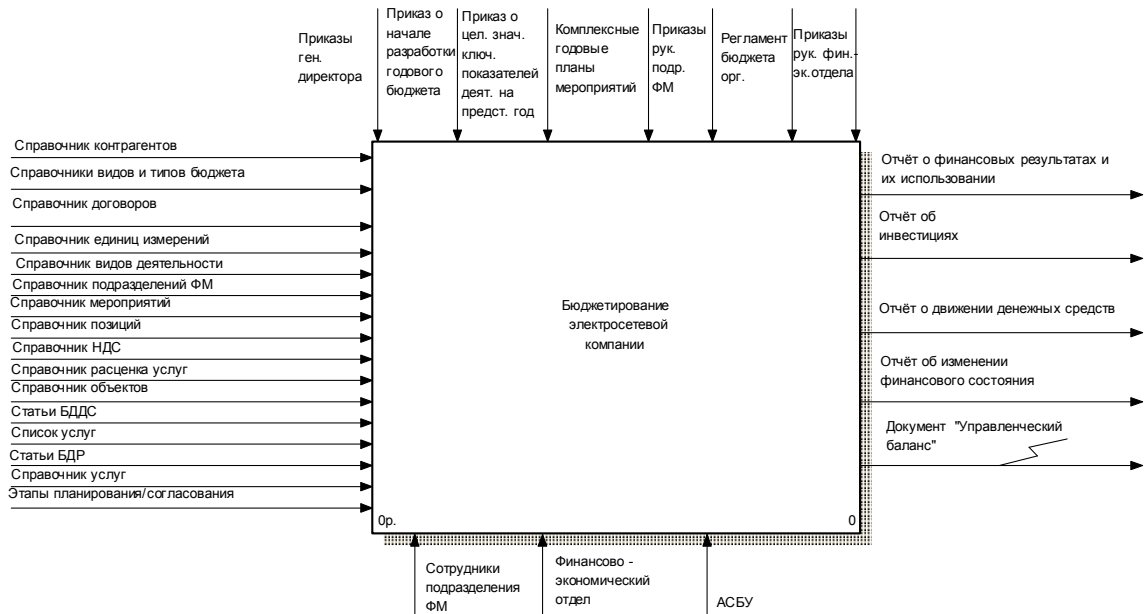 Приказы
ген.
директора
Приказ о
начале
разработки
годового
бюджета
Приказ о
цел. знач.
ключ.
показателей
деят. на
предст. год
Комплексные
годовые
планы
мероприятий
Приказы
рук.
подр.
ФМ
Регламент
бюджета
орг.
Приказы
рук. фин.-
эк.отдела
Справочник контрагентов
Справочники видов и типов бюджета
Справочник договоров
Справочник единиц измерений
Справочник видов деятельности
Справочник подразделений ФМ
Справочник мероприятий
Справочник позиций
Справочник НДС
Справочник расценка услуг
Справочник объектов
Статьи БДДС
Список услуг
Статьи БДР
Справочник услуг
Этапы планирования/согласования
Бюджетирование
электросетевой
компании
0р.
0
Отчёт о финансовых результатах и
их использовании
Отчёт об
инвестициях
Отчёт о движении денежных средств
Отчёт об изменении
финансового состояния
Документ "Управленческий
баланс"
Сотрудники
подразделения
ФМ
Финансово -
экономический
отдел
АСБУ